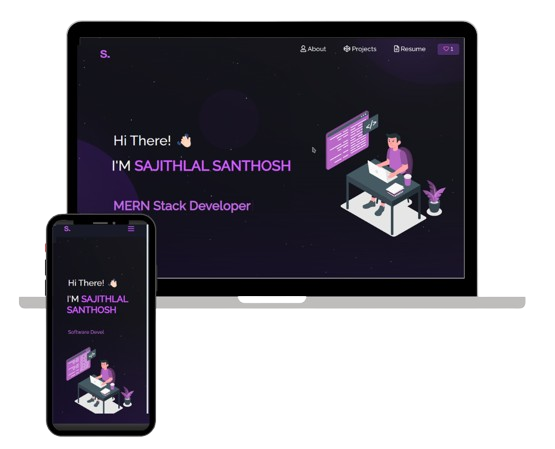 S.
About
Projects
Resume
1
Hi There!
I'M SAJITHLAL SANTHOSH
MERN Stack Developer
</>
S.
Hi There!
I'M SAJITHLAL
SANTHOSH
Software Devel